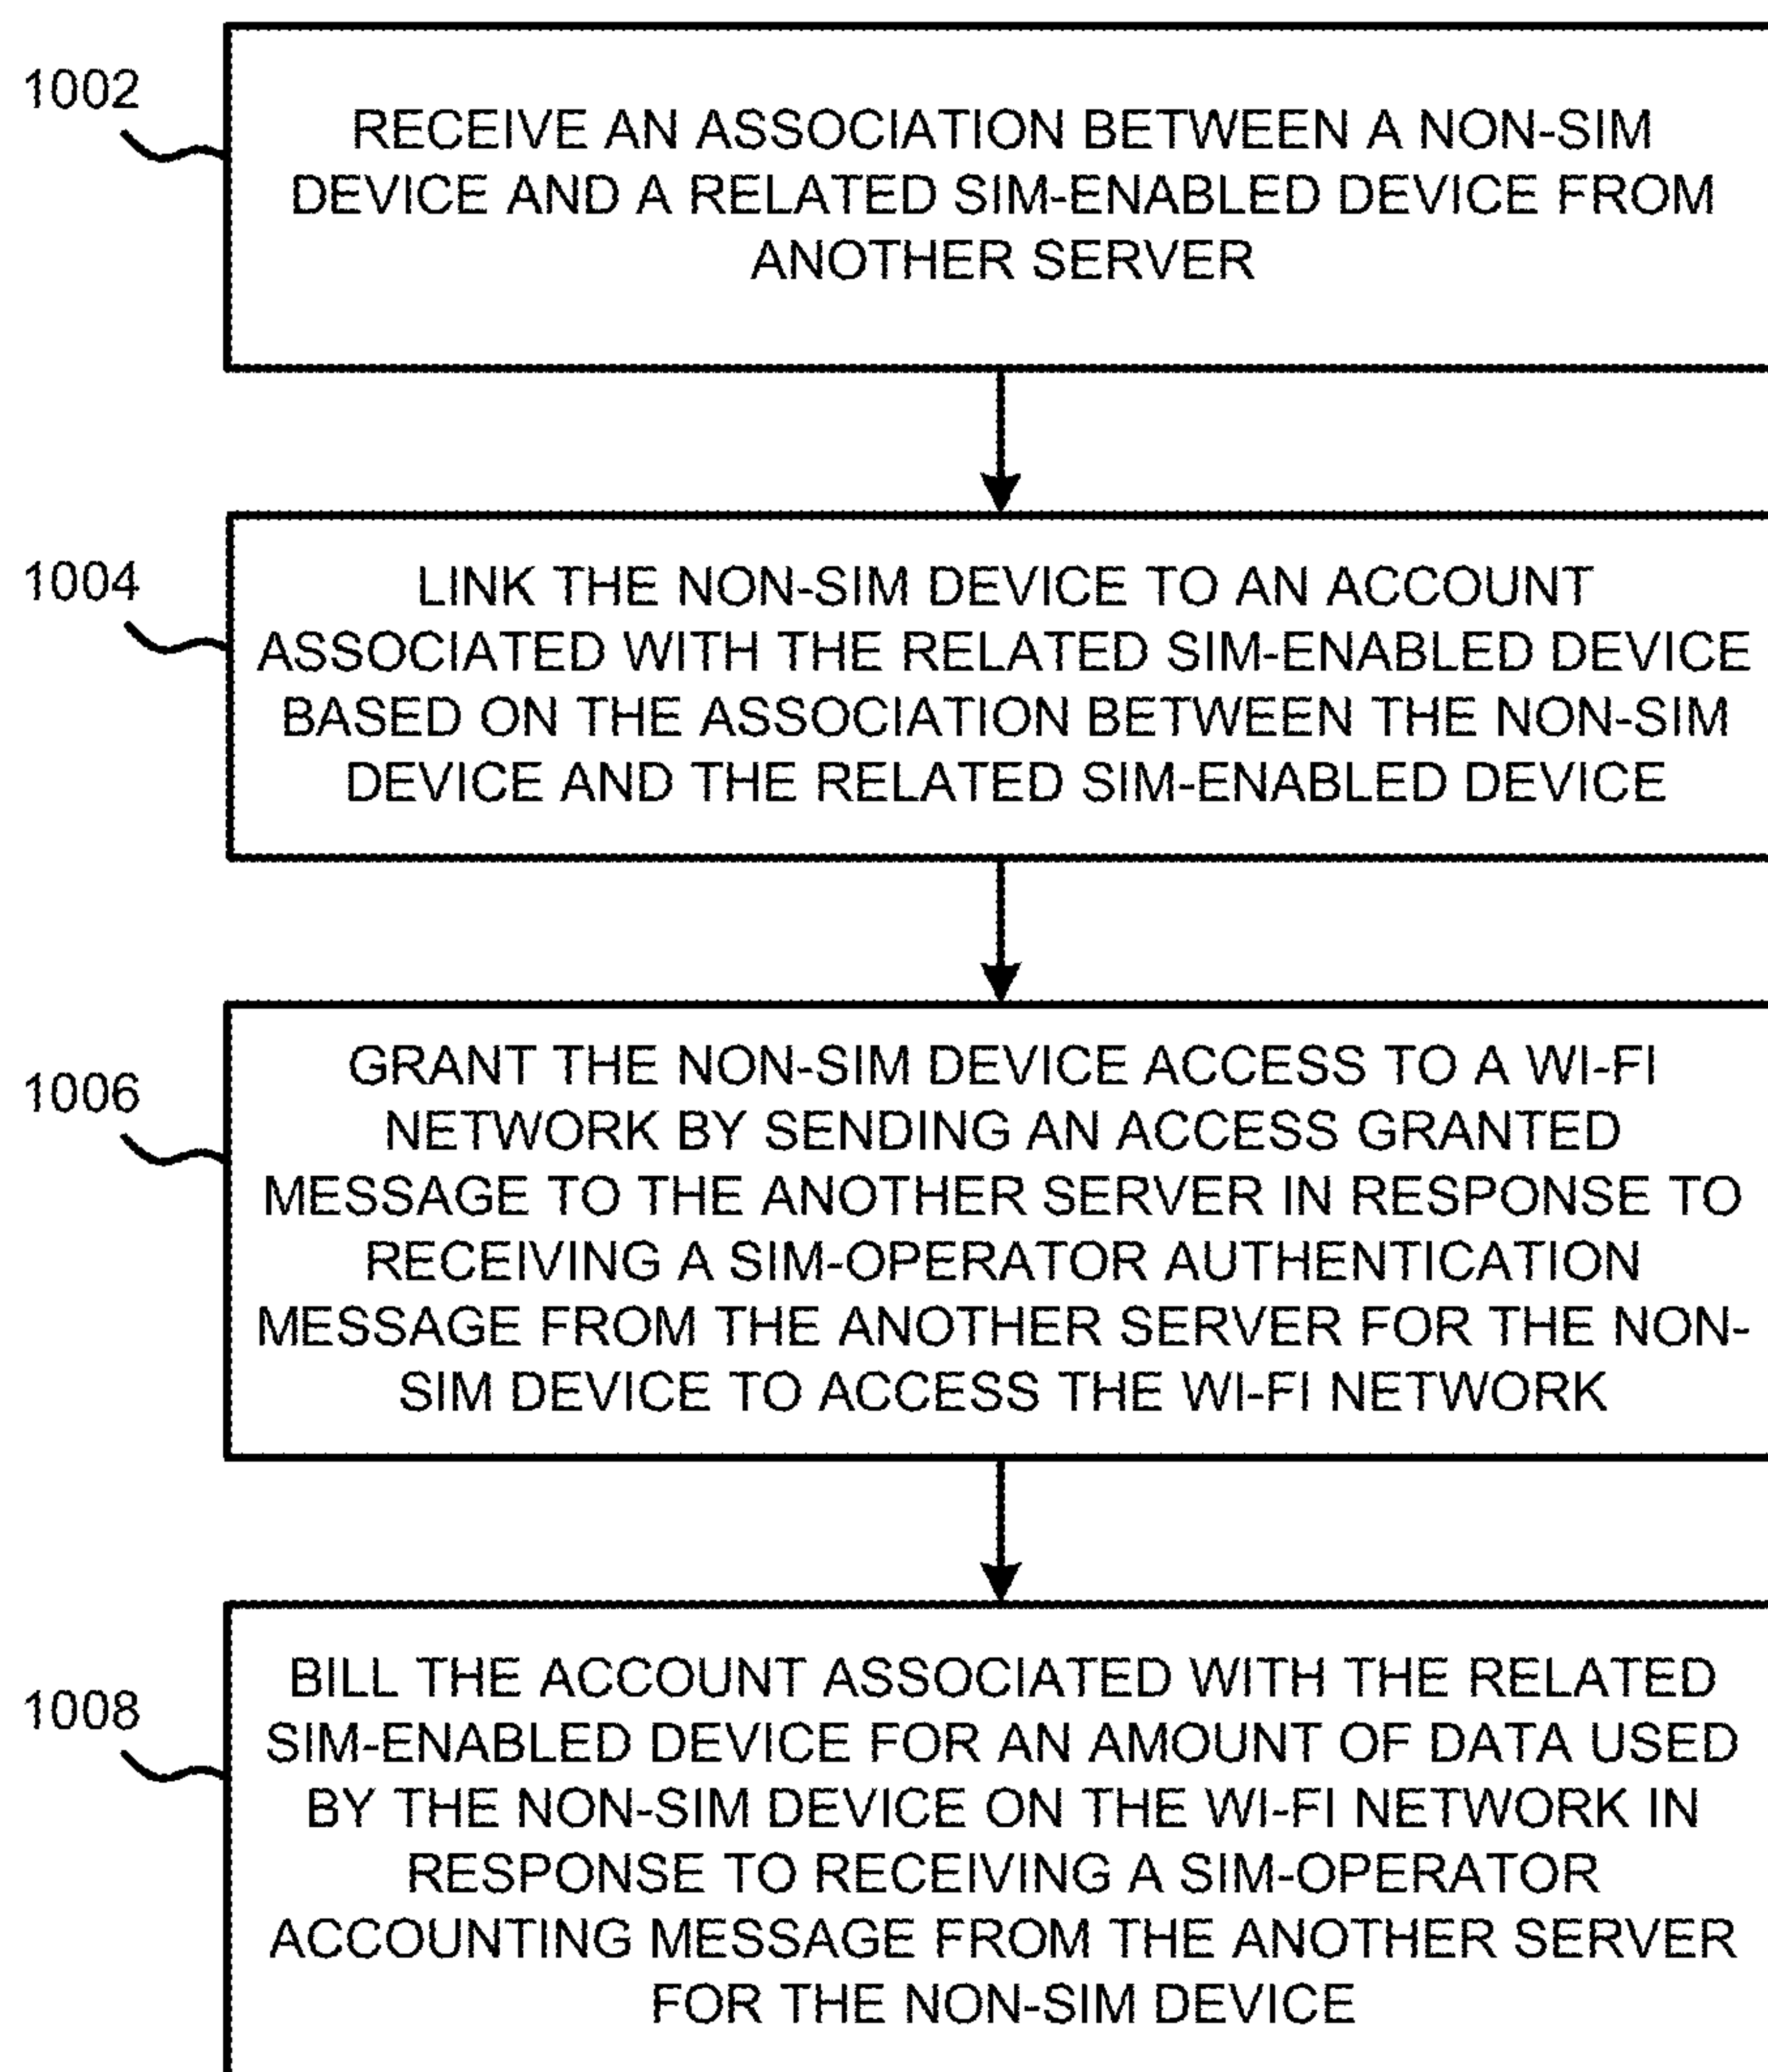 1002
RECEIVE AN ASSOCIATION BETWEEN A NON-SIM
DEVICE AND A RELATED SIM-ENABLED DEVICE FROM
ANOTHER SERVER
1004
LINK THE NON-SIM DEVICE TO AN ACCOUNT
ASSOCIATED WITH THE RELATED SIM-ENABLED DEVICE
BASED ON THE ASSOCIATION BETWEEN THE NON-SIM
DEVICE AND THE RELATED SIM-ENABLED DEVICE
1006
GRANT THE NON-SIM DEVICE ACCESS TO A WI-FI
NETWORK BY SENDING AN ACCESS GRANTED
MESSAGE TO THE ANOTHER SERVER IN RESPONSE TO
RECEIVING A SIM-OPERATOR AUTHENTICATION
MESSAGE FROM THE ANOTHER SERVER FOR THE NON-
SIM DEVICE TO ACCESS THE WI-FI NETWORK
1008
BILL THE ACCOUNT ASSOCIATED WITH THE RELATED
SIM-ENABLED DEVICE FOR AN AMOUNT OF DATA USED
BY THE NON-SIM DEVICE ON THE WI-FI NETWORK IN
RESPONSE TO RECEIVING A SIM-OPERATOR
ACCOUNTING MESSAGE FROM THE ANOTHER SERVER
FOR THE NON-SIM DEVICE